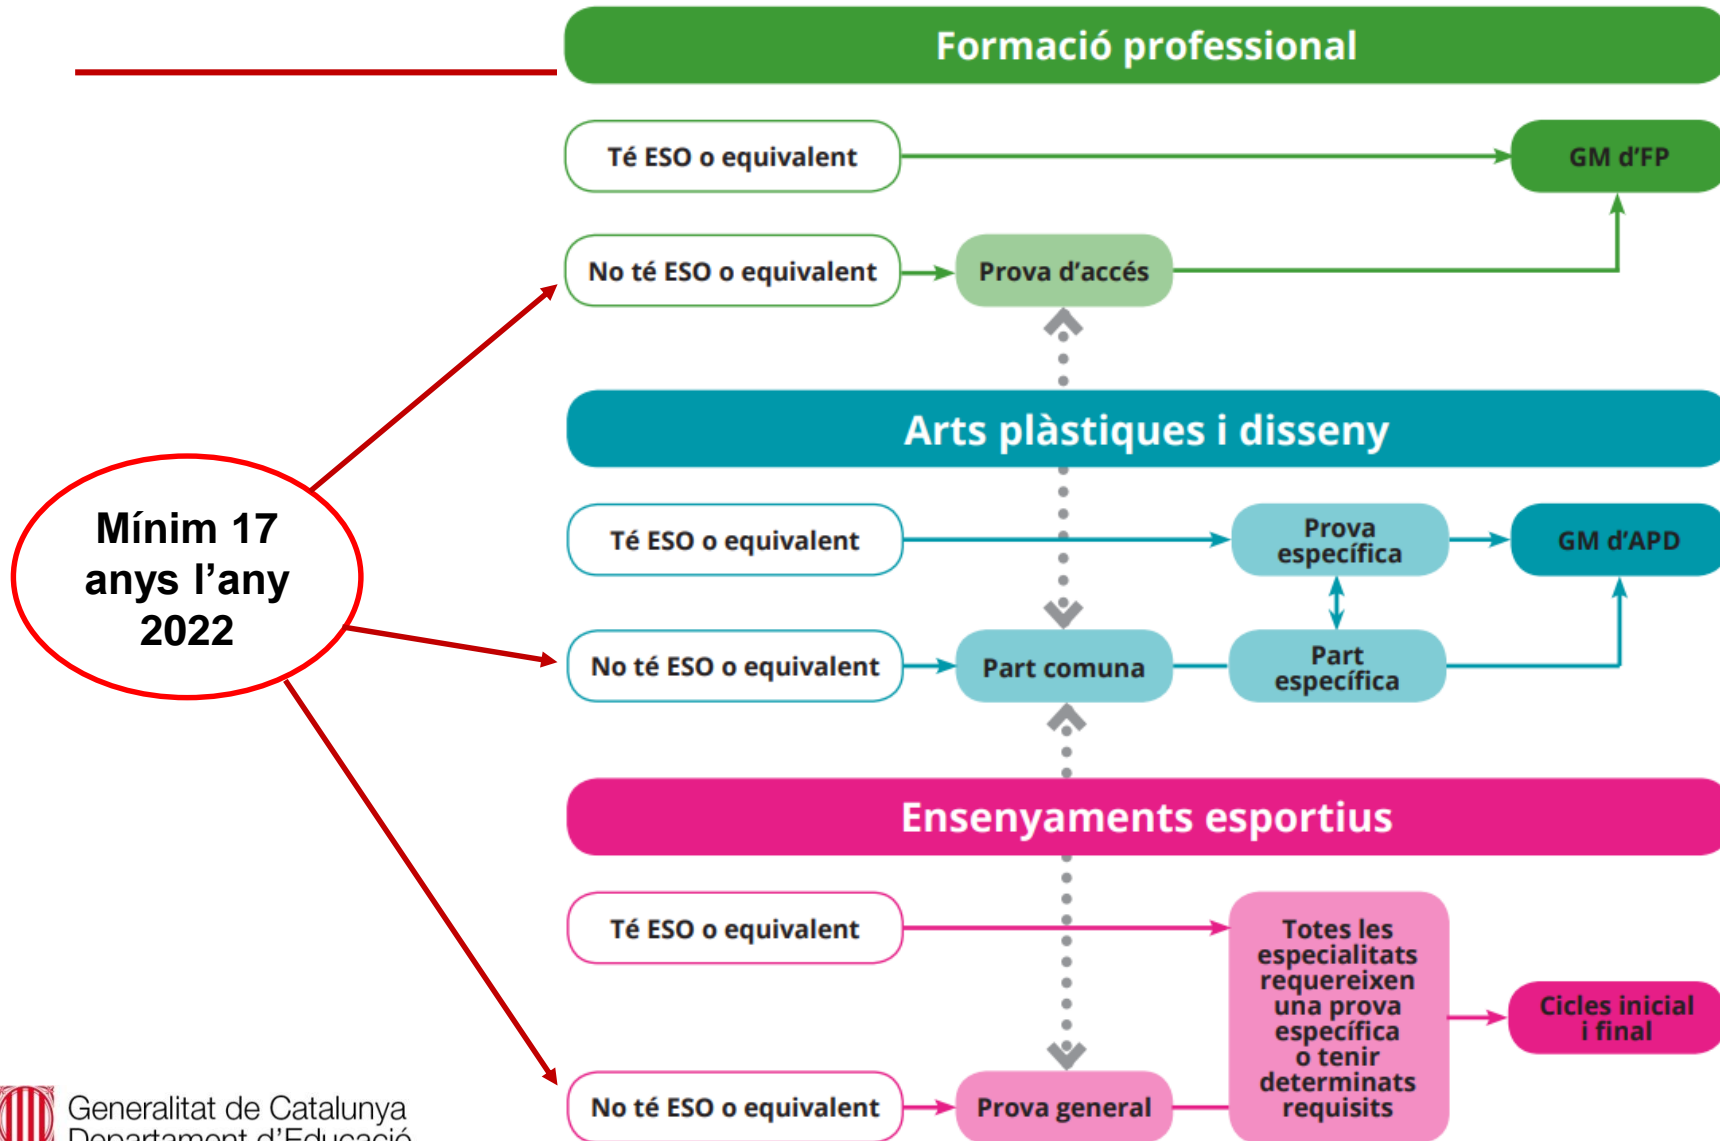 Formació professional
Té ESO o equivalent
GM d'FP
No té ESO o equivalent
Prova d'accés
Arts plàstiques i disseny
Té ESO o equivalent
Prova
específica
GM d'APD
No té ESO o equivalent
Part comuna
Part
específica
Mínim 17
anys l'any
2022
Ensenyaments esportius
Té ESO o equivalent
Totes les
especialitats
requereixen
una prova
específica
o tenir
determinats
requisits
Cicles inicial
i final
No té ESO o equivalent
Prova general
Generalitat de Catalunya
Departament d'Educació